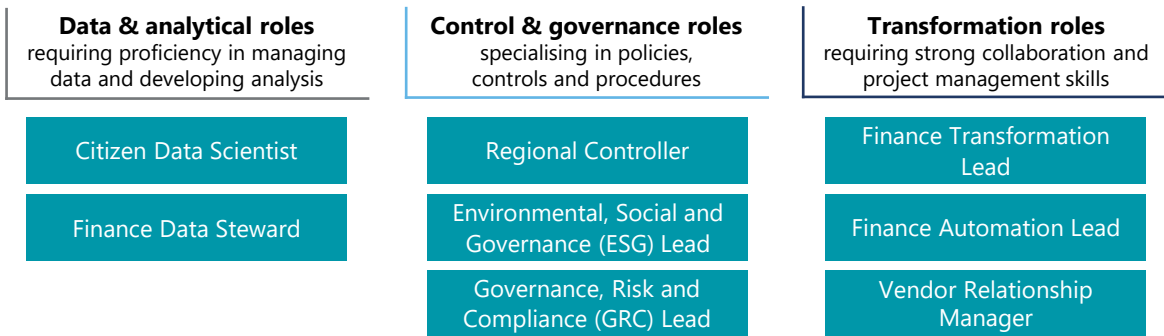 Data & analytical roles
requiring proficiency in managing
data and developing analysis
Citizen Data Scientist
Finance Data Steward
Control & governance roles
specialising in policies,
controls and procedures
Regional Controller
Environmental, Social and
Governance (ESG) Lead
Governance, Risk and
Compliance (GRC) Lead
Transformation roles
requiring strong collaboration and
project management skills
Finance Transformation
Lead
Finance Automation Lead
Vendor Relationship
Manager